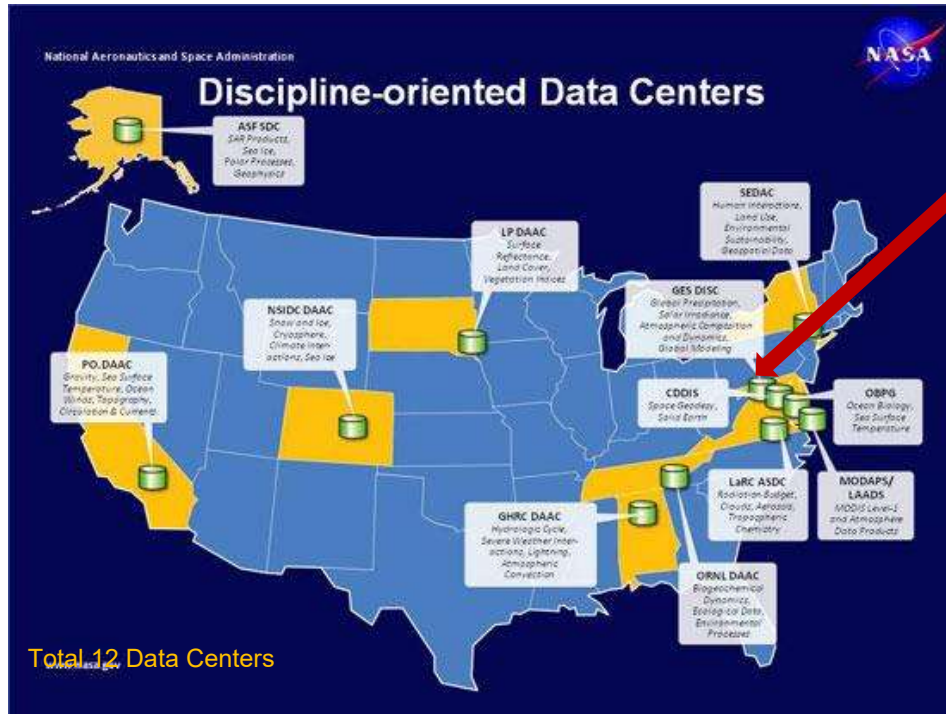 National Aeronautics and Space Administration
NASA
Discipline-oriented Data Centers
ASF SDC
SAR Products,
Sea Ice,
Polar Processes,
Geophysics
SEDAC
Human Interactions,
Land Use,
Environmental
Sustainability,
Geospatial Data
LP DAAC
Surface
Reflectance,
Land Cover,
Vegetation Indices
GES DISC
Global Precipitation,
Solar Irradiance,
Atmospheric Composition
and Dynamics,
Global Modeling
NSIDC DAAC
Snow and Ice,
Cryosphere,
Climate Inter-
actions, Sea Ice
PO.DAAC
Gravity, Sea Surface
Temperature, Ocean
Winds, Topography,
Circulation & Currents
CDDIS
Space Geodesy,
Solid Earth
OBPG
Ocean Biology,
Sea Surface
Temperature
LaRC ASDC
Radiation Budget,
Clouds, Aerosols,
Tropospheric
Chemistry
MODAPS/
LAADS
MODIS Level-1
and Atmosphere
Data Products
GHRC DAAC
Hydrologic Cycle,
Severe Weather Inter-
actions, Lightning,
Atmospheric
Convection
ORNL DAAC
Biogeochemical
Dynamics,
Ecological Data,
Environmental
Processes
Total 12 Data Centers
www.nasa.gov